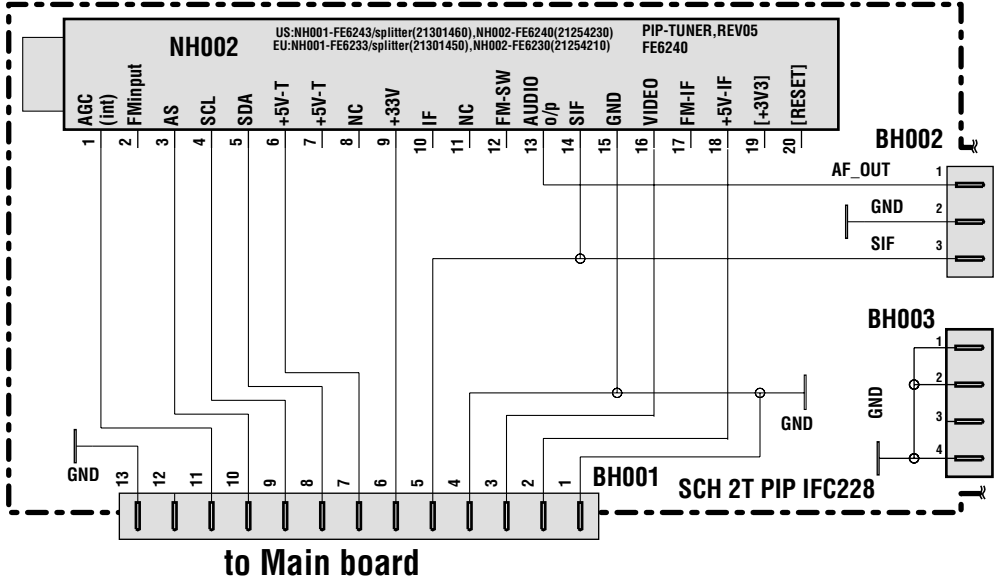 US:NH001-FE6243/splitter(21301460),NH002-FE6240(21254230)
EU:NH001-FE6233/splitter(21301450),NH002-FE6230(21254210)
PIP-TUNER,REV05
FE6240
NH002
AGC (int)
FMinput
AS
SCL
SDA
+5V-T
+5V-T
NC
+33V
IF
NC
FM-SW
AUDIO o/p
SIF
GND
VIDEO
FM-IF
+5V-IF
[+3V3]
[RESET]
1 2 3 4 5 6 7 8 9 10 11 12 13 14 15 16 17 18 19 20
BH002
AF_OUT 1
GND 2
SIF 3
BH003
1
2
3
4
GND
GND
GND
13 12 11 10 9 8 7 6 5 4 3 2 1
BH001
SCH 2T PIP IFC228
to Main board